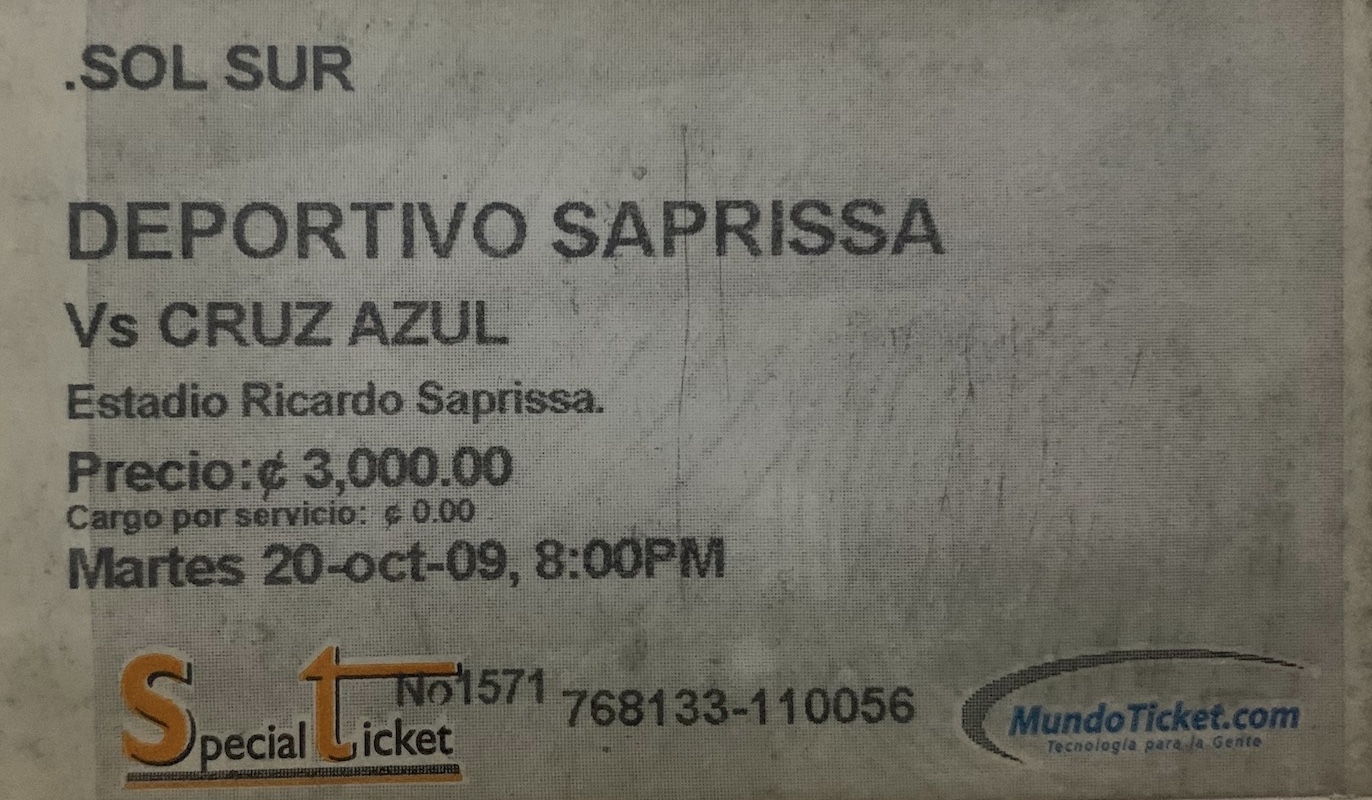 .SOL SUR
DEPORTIVO SAPRISSA
Vs CRUZ AZUL
Estadio Ricardo Saprissa.
Precio:¢ 3,000.00
Cargo por servicio: ¢ 0.00
Martes 20-oct-09, 8:00PM
Special ticket
No1571
768133-110056
MundoTicket.com
Tecnología para la Gente